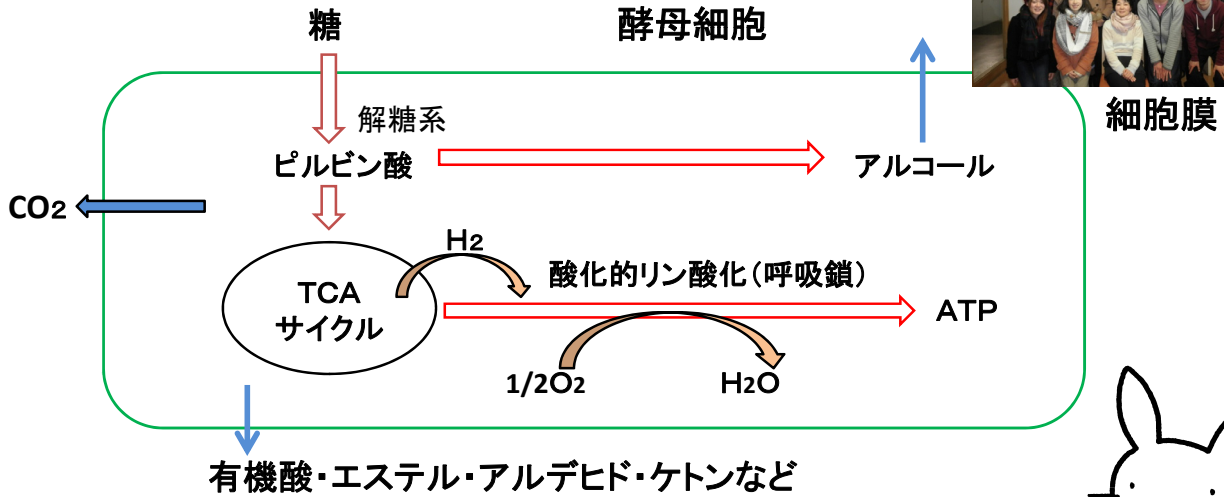 糖
酵母細胞
細胞膜
解糖系
ピルビン酸
アルコール
CO2
H2
酸化的リン酸化(呼吸鎖)
TCA
サイクル
ATP
1/2O2
H2O
有機酸・エステル・アルデヒド・ケトンなど